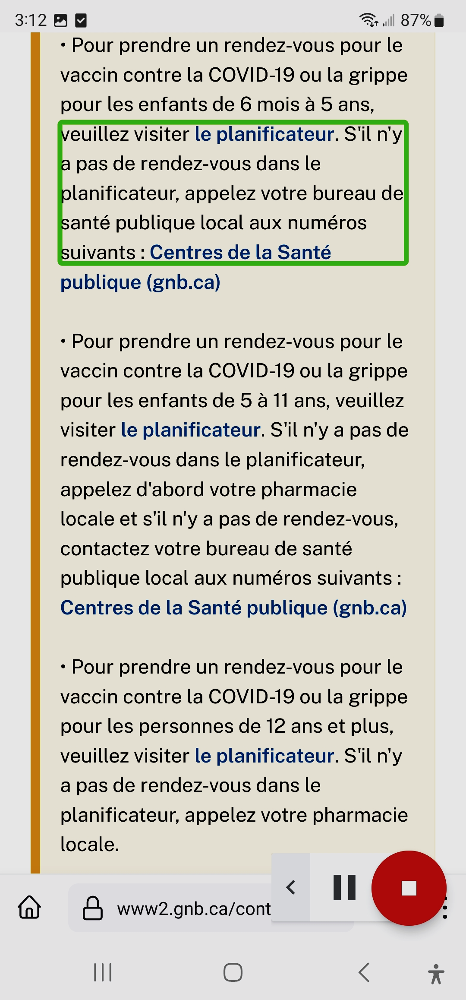 3:12
87%
• Pour prendre un rendez-vous pour le
vaccin contre la COVID-19 ou la grippe
pour les enfants de 6 mois à 5 ans,
veuillez visiter le planificateur. S'il n'y
a pas de rendez-vous dans le
planificateur, appelez votre bureau de
santé publique local aux numéros
suivants : Centres de la Santé
publique (gnb.ca)
• Pour prendre un rendez-vous pour le
vaccin contre la COVID-19 ou la grippe
pour les enfants de 5 à 11 ans, veuillez
visiter le planificateur. S'il n'y a pas de
rendez-vous dans le planificateur,
appelez d'abord votre pharmacie
locale et s'il n'y a pas de rendez-vous,
contactez votre bureau de santé
publique local aux numéros suivants :
Centres de la Santé publique (gnb.ca)
• Pour prendre un rendez-vous pour le
vaccin contre la COVID-19 ou la grippe
pour les personnes de 12 ans et plus,
veuillez visiter le planificateur. S'il n'y
a pas de rendez-vous dans le
planificateur, appelez votre pharmacie
locale.
www2.gnb.ca/cont